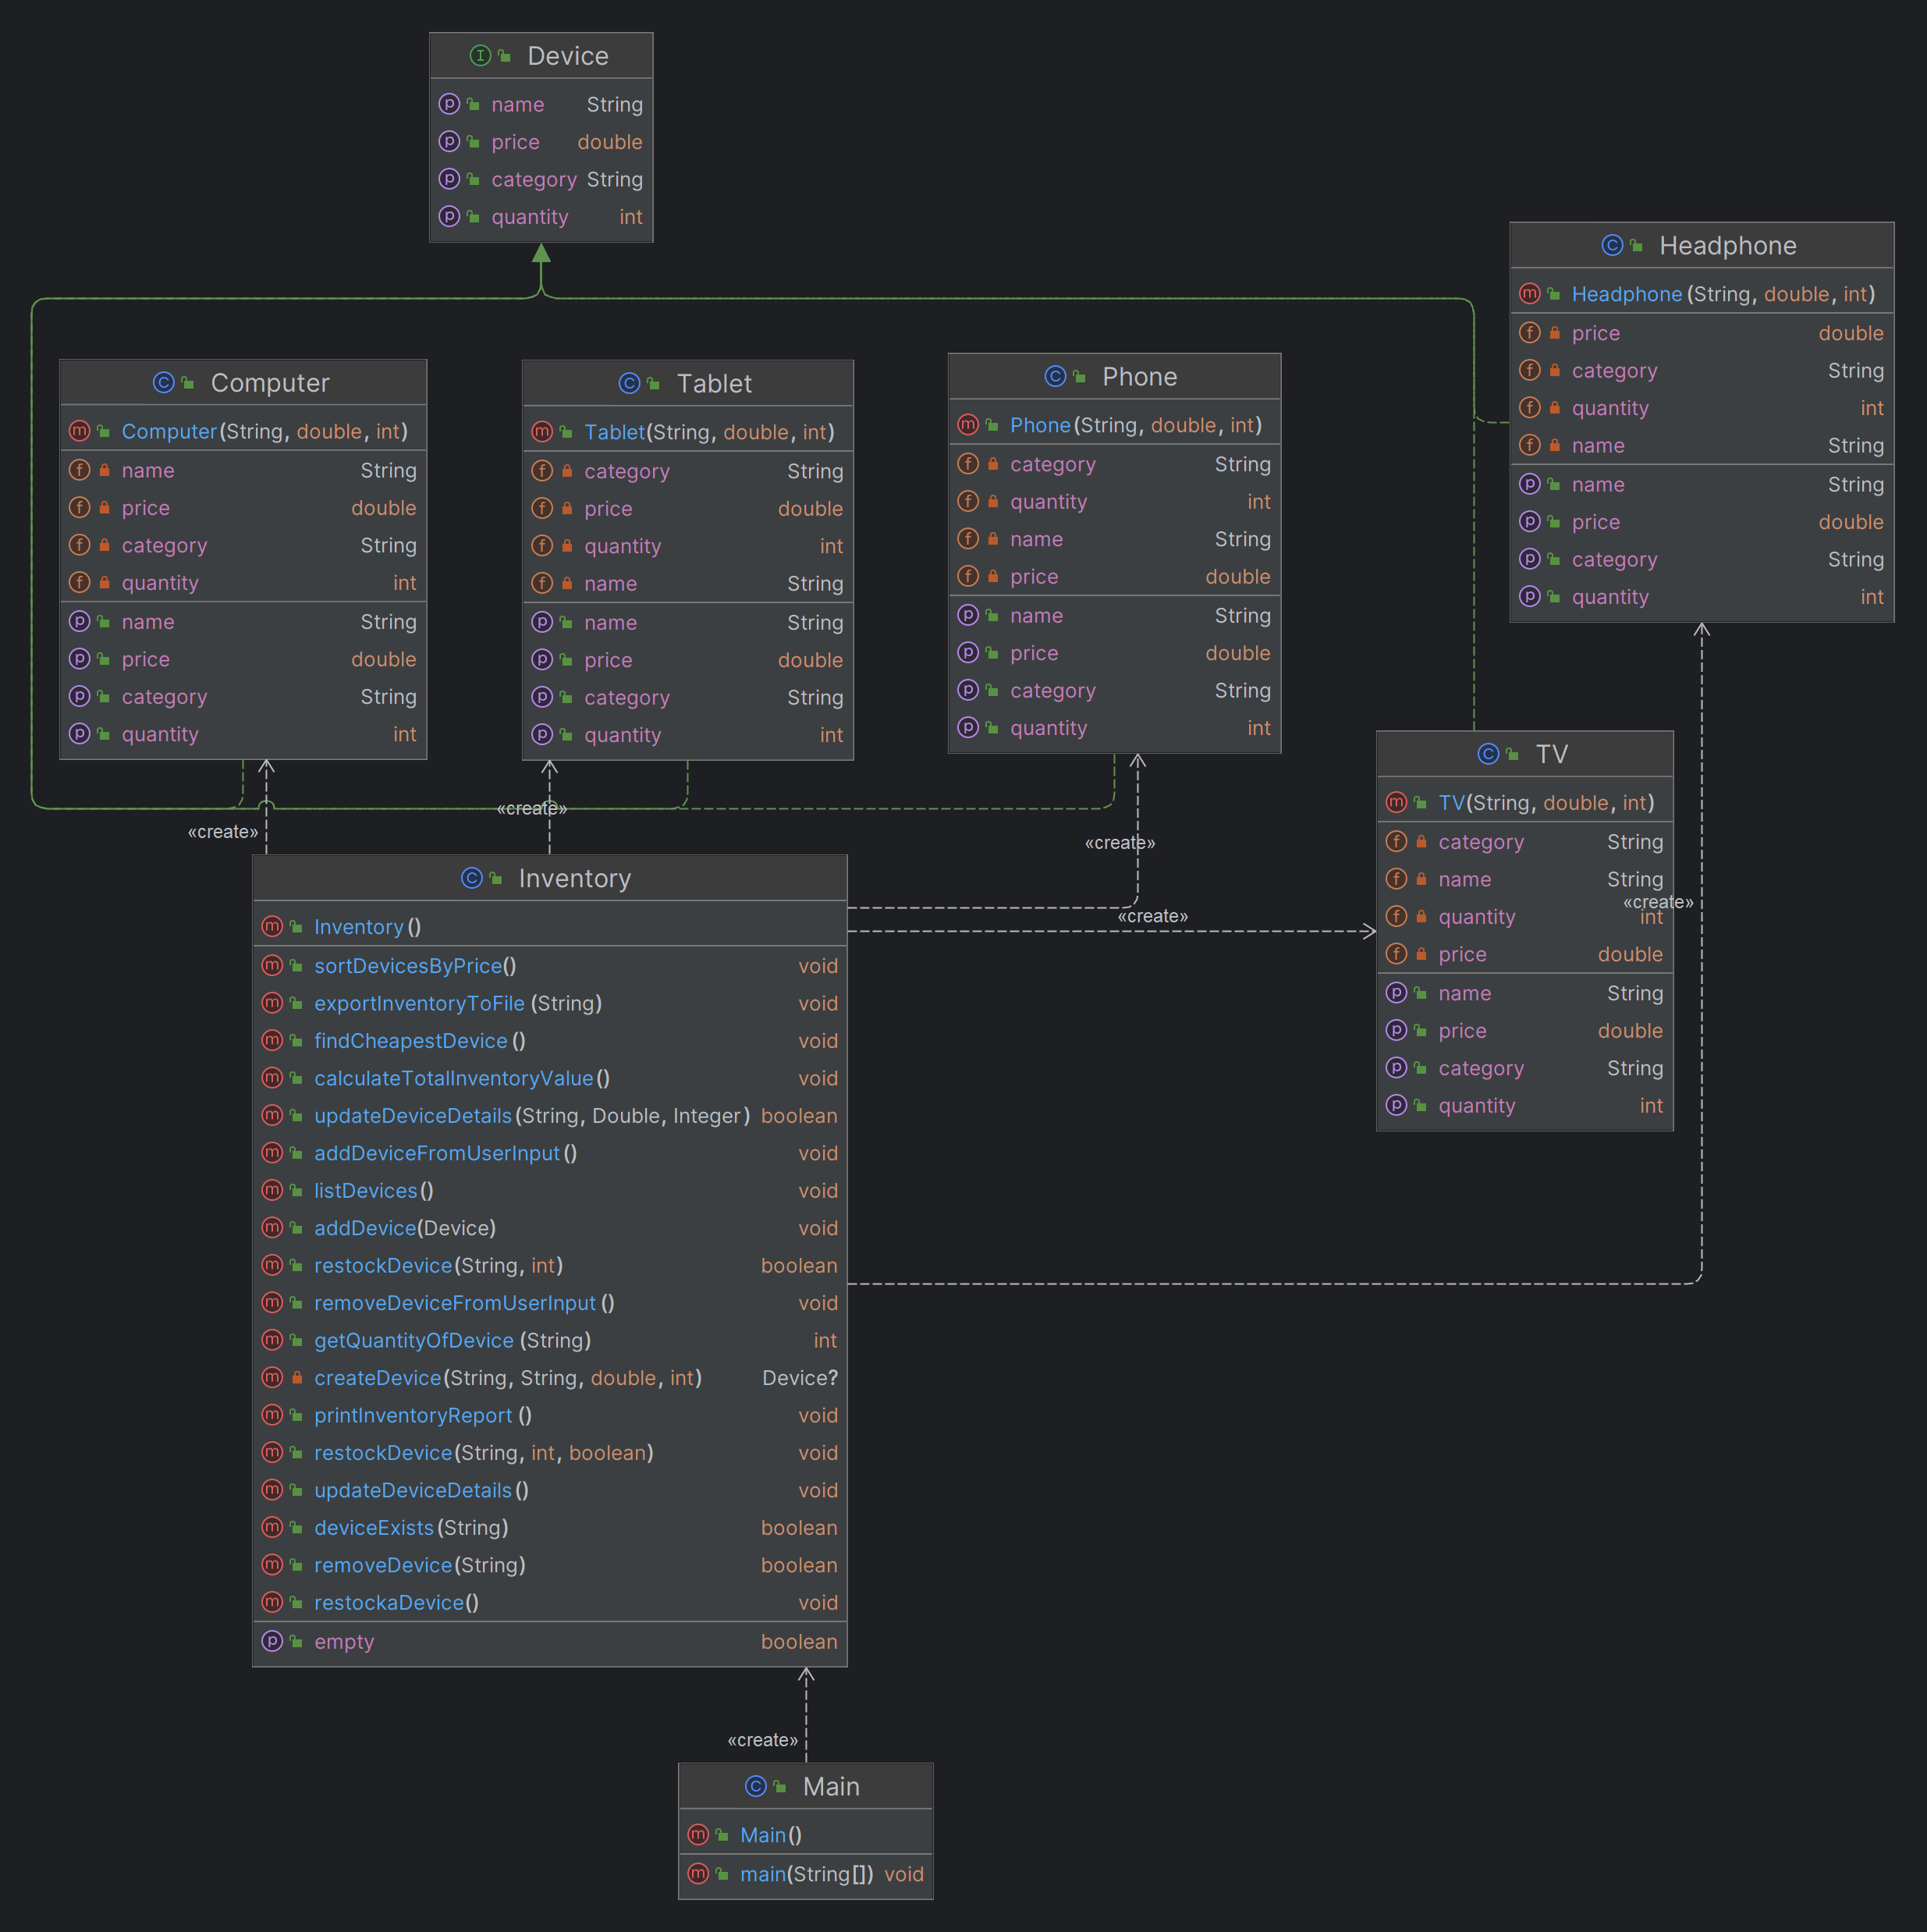 Device
name String
price double
category String
quantity int
Headphone
Headphone(String, double, int)
price double
category String
quantity int
name String
name String
price double
category String
quantity int
Computer
Computer(String, double, int)
name String
price double
category String
quantity int
name String
price double
category String
quantity int
Tablet
Tablet(String, double, int)
category String
price double
quantity int
name String
name String
price double
category String
quantity int
Phone
Phone(String, double, int)
category String
quantity int
name String
price double
name String
price double
category String
quantity int
TV
TV(String, double, int)
category String
name String
quantity int
price double
name String
price double
category String
quantity int
«create»
«create»
«create»
«create»
«create»
Inventory
Inventory()
sortDevicesByPrice() void
exportInventoryToFile(String) void
findCheapestDevice() void
calculateTotalInventoryValue() void
updateDeviceDetails(String, Double, Integer) boolean
addDeviceFromUserInput() void
listDevices() void
addDevice(Device) void
restockDevice(String, int) boolean
removeDeviceFromUserInput() void
getQuantityOfDevice(String) int
createDevice(String, String, double, int) Device?
printInventoryReport() void
restockDevice(String, int, boolean) void
updateDeviceDetails() void
deviceExists(String) boolean
removeDevice(String) boolean
restockaDevice() void
empty boolean
«create»
Main
Main()
main(String[]) void